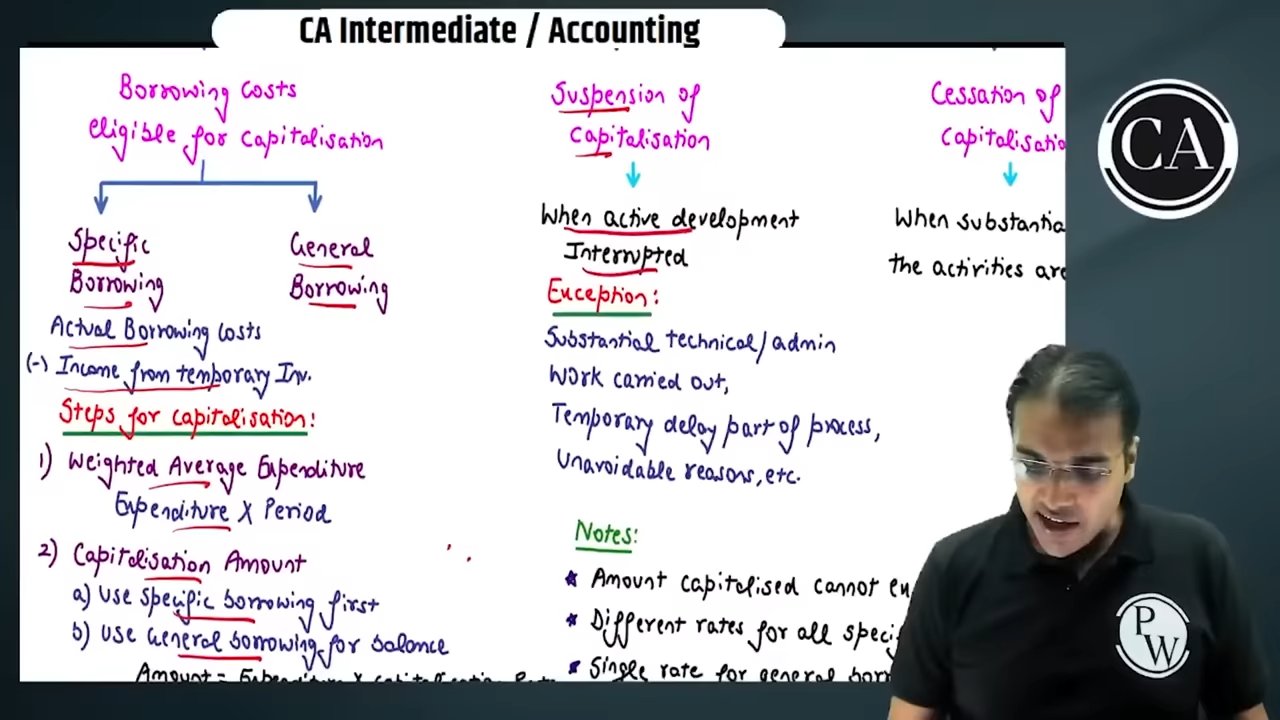 CA Intermediate / Accounting
Borrowing Costs
eligible for Capitalisation
Specific
Borrowing
General
Borrowing
Actual Borrowing Costs
(-) Income from temporary Inv.
Steps for capitalisation:
1) Weighted Average Expenditure
Expenditure X Period
2) Capitalisation Amount
a) Use Specific borrowing first
b) Use General borrowing for balance
Amount = Expenditure X capitalisation Rate
Suspension of
Capitalisation
When active development
Interrupted
Exception:
Substantial technical/admin
Work carried out,
Temporary delay part of process,
Unavoidable reasons, etc.
Notes:
* Amount capitalised cannot
* Different rates for all
* Single rate for general
Cessation of
When
the activities are
CA
PW